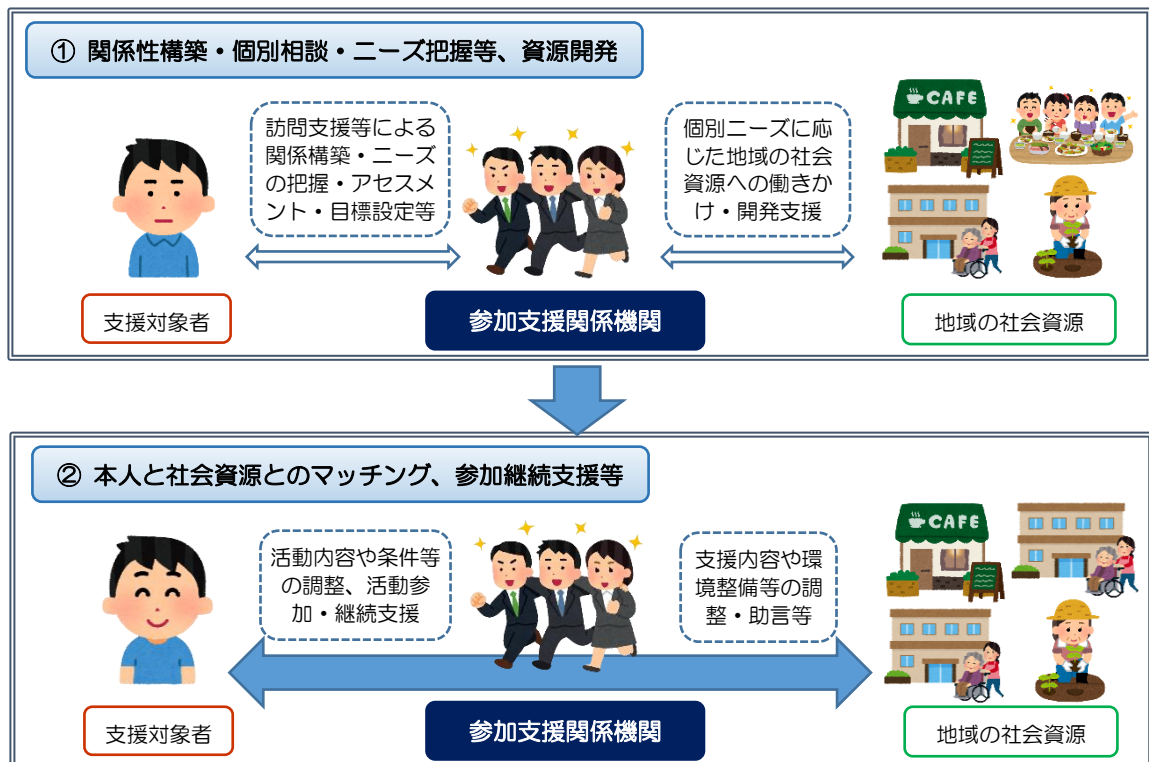 ① 関係性構築・個別相談・ニーズ把握等、資源開発
訪問支援等による
関係構築・ニーズ
の把握・アセスメ
ント・目標設定等
個別ニーズに応
じた地域の社会
資源への働きか
け・開発支援
CAFE
支援対象者
参加支援関係機関
地域の社会資源
② 本人と社会資源とのマッチング、参加継続支援等
活動内容や条件等
の調整、活動参
加・継続支援
支援内容や環
境整備等の調
整・助言等
CAFE
支援対象者
参加支援関係機関
地域の社会資源